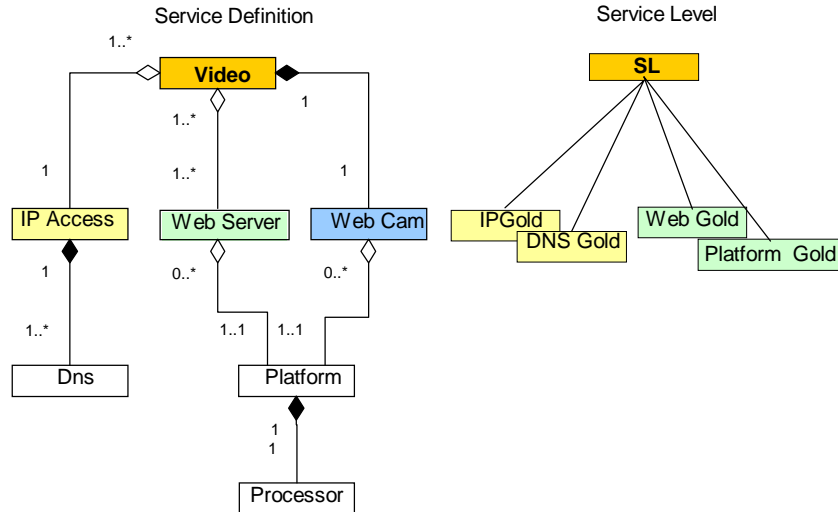 Service Definition
Service Level
1..*
Video
SL
1
1..*
1
1..*
1
IP Access
Web Server
Web Cam
IPGold
Web Gold
DNS Gold
Platform Gold
1
0..*
0..*
1..*
1..1
1..1
Dns
Platform
1
1
Processor